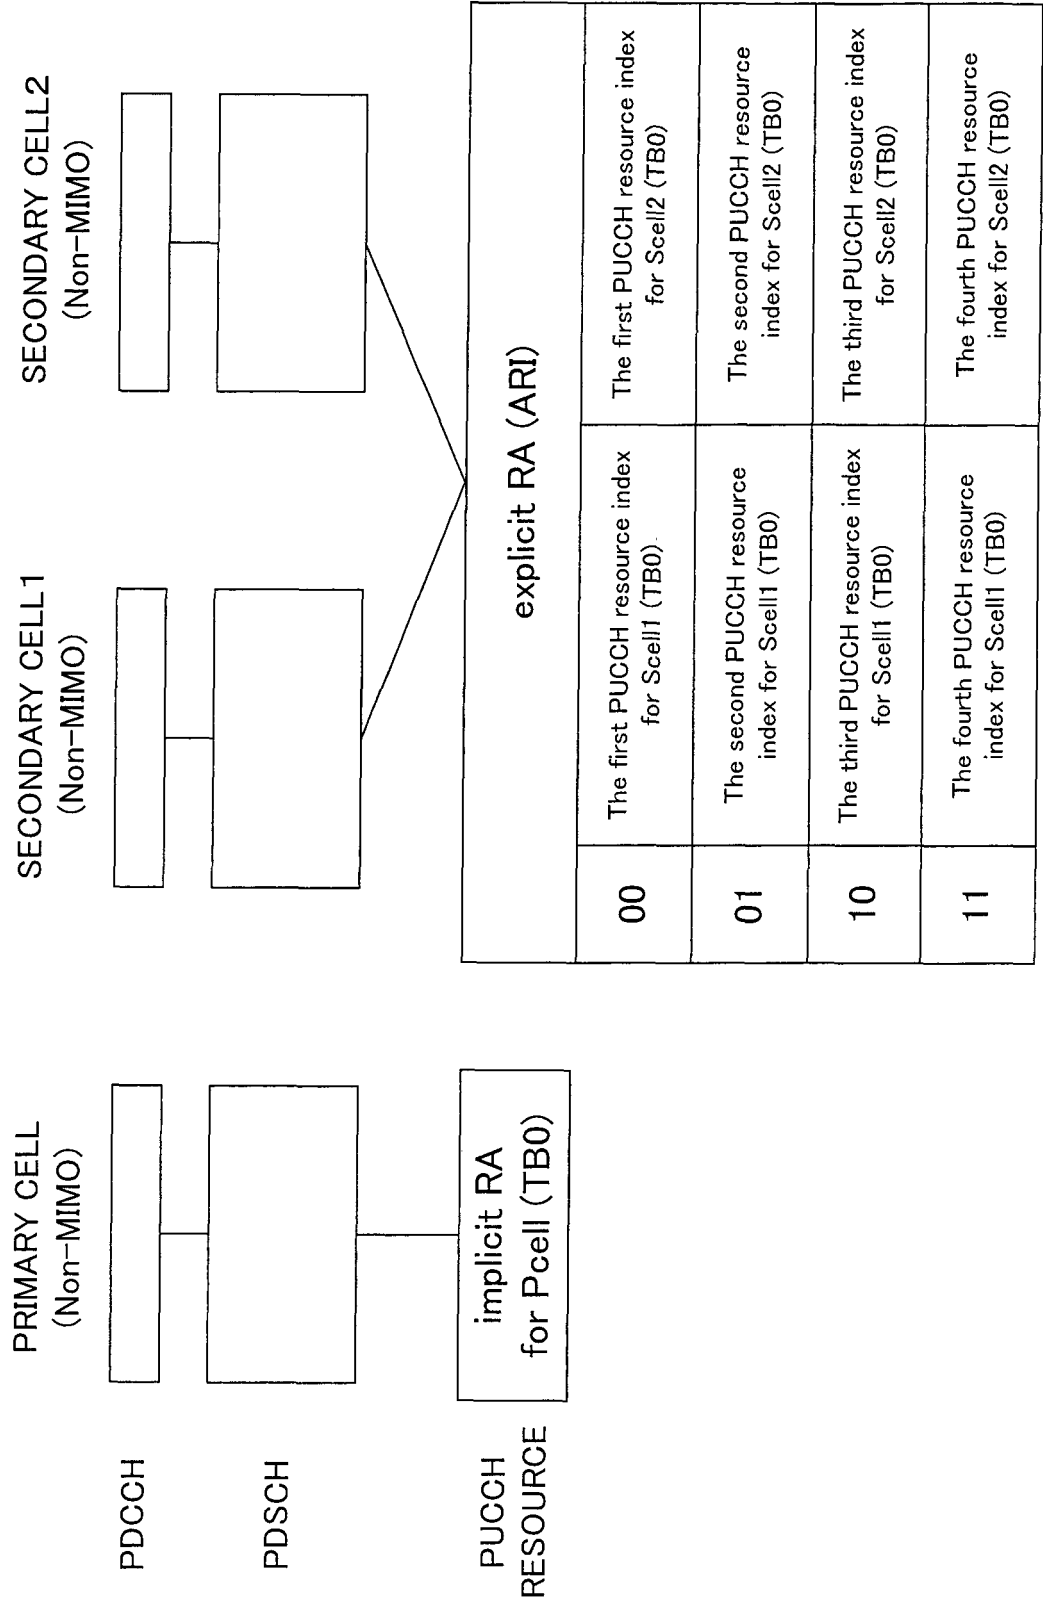 PRIMARY CELL
(Non-MIMO)
SECONDARY CELL1
(Non-MIMO)
SECONDARY CELL2
(Non-MIMO)
PDCCH
PDSCH
PUCCH
RESOURCE
implicit RA
for Pcell (TB0)
explicit RA (ARI)
00
The first PUCCH resource index
for Scell1 (TB0)
The first PUCCH resource index
for Scell2 (TB0)
01
The second PUCCH resource
index for Scell1 (TB0)
The second PUCCH resource
index for Scell2 (TB0)
10
The third PUCCH resource index
for Scell1 (TB0)
The third PUCCH resource index
for Scell2 (TB0)
11
The fourth PUCCH resource
index for Scell1 (TB0)
The fourth PUCCH resource
index for Scell2 (TB0)